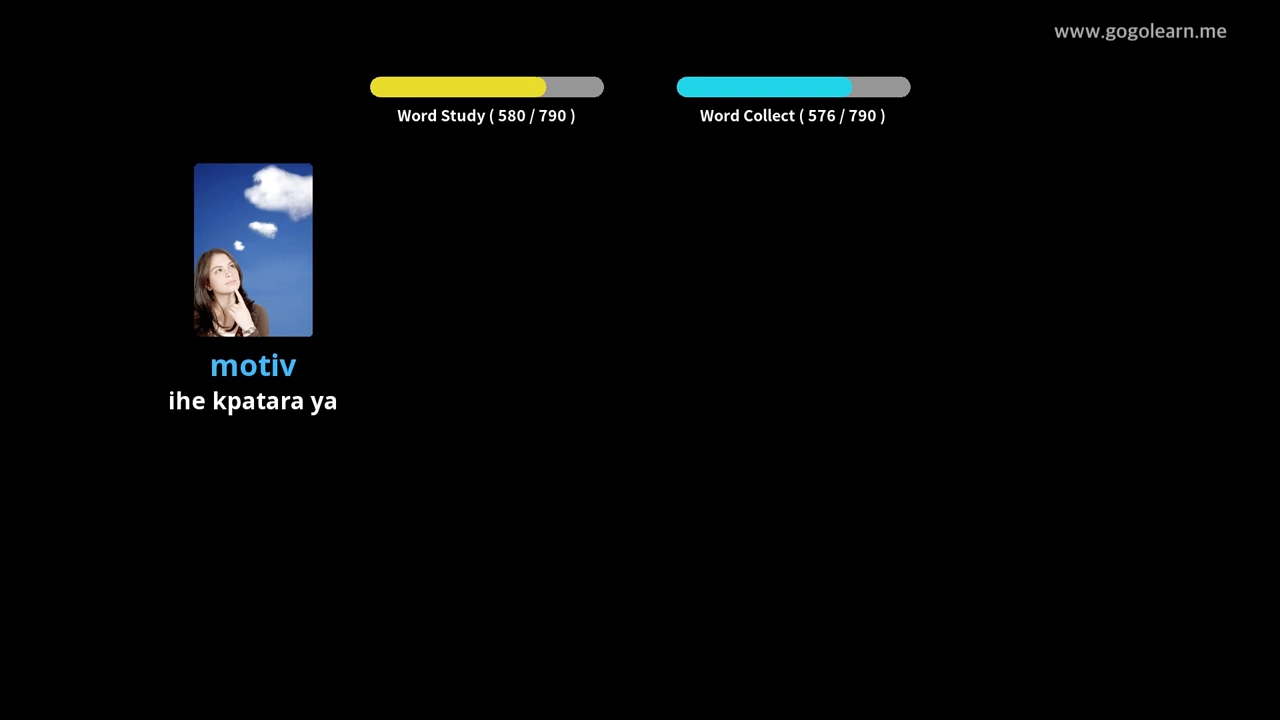 www.gogolearn.me
Word Study ( 580 / 790 )
Word Collect ( 576 / 790 )
motiv
ihe kpatara ya